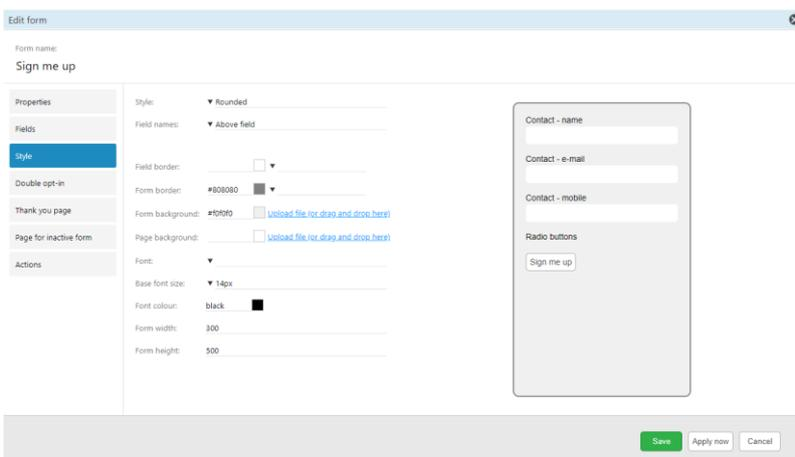 Edit form
Form name:
Sign me up
Properties
Fields
Style
Double opt-in
Thank you page
Page for inactive form
Actions
Style: ▼ Rounded
Field names: ▼ Above field
Field border: ▼
Form border: #808080 ▼
Form background: #f0f0f0 Upload file (or drag and drop here)
Page background: Upload file (or drag and drop here)
Font: ▼
Base font size: ▼ 14px
Font colour: black
Form width: 300
Form height: 500
Contact - name
Contact - e-mail
Contact - mobile
Radio buttons
Sign me up
Save Apply now Cancel